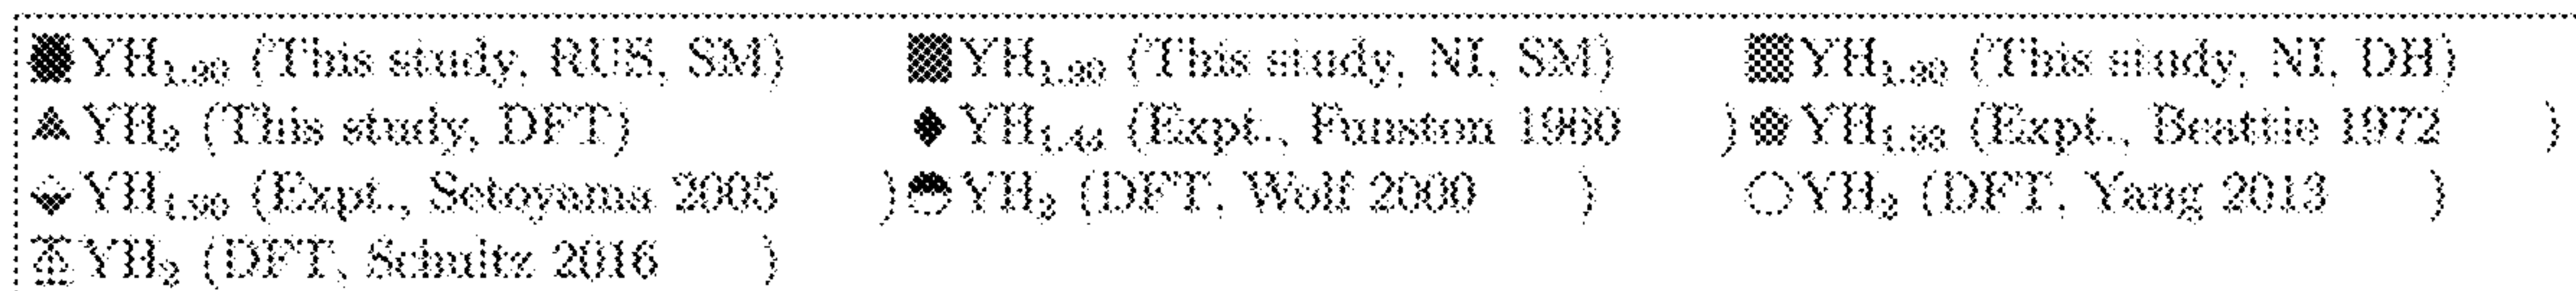 YH₁.₉₀ (This study, RUS, SM) YH₁.₉₀ (This study, NI, SM) YH₁.₉₀ (This study, NI, DH)
YH₂ (This study, DFT) YH₁.₄₄ (Expt., Funston 1960 ) YH₁.₉₃ (Expt., Beattie 1972 )
YH₁.₉₀ (Expt., Setoyama 2005 ) YH₂ (DFT, Wolf 2000 ) YH₂ (DFT, Yang 2013 )
YH₂ (DFT, Schultz 2016 )